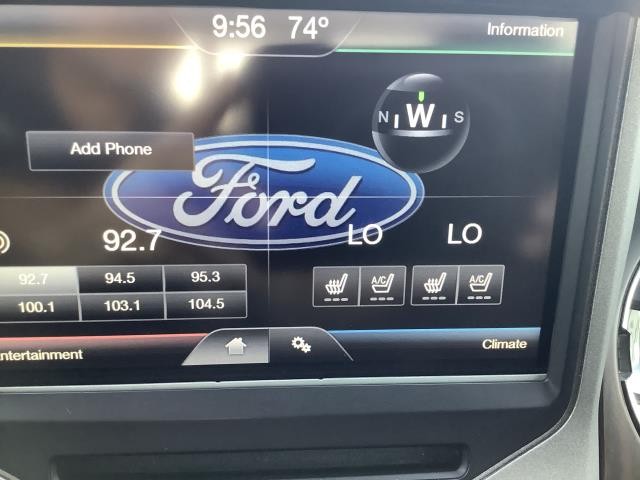 9:56 74°
Information
N W S
Add Phone
Ford
92.7
LO LO
92.7 94.5 95.3
A/C A/C
100.1 103.1 104.5
ntertainment
Climate